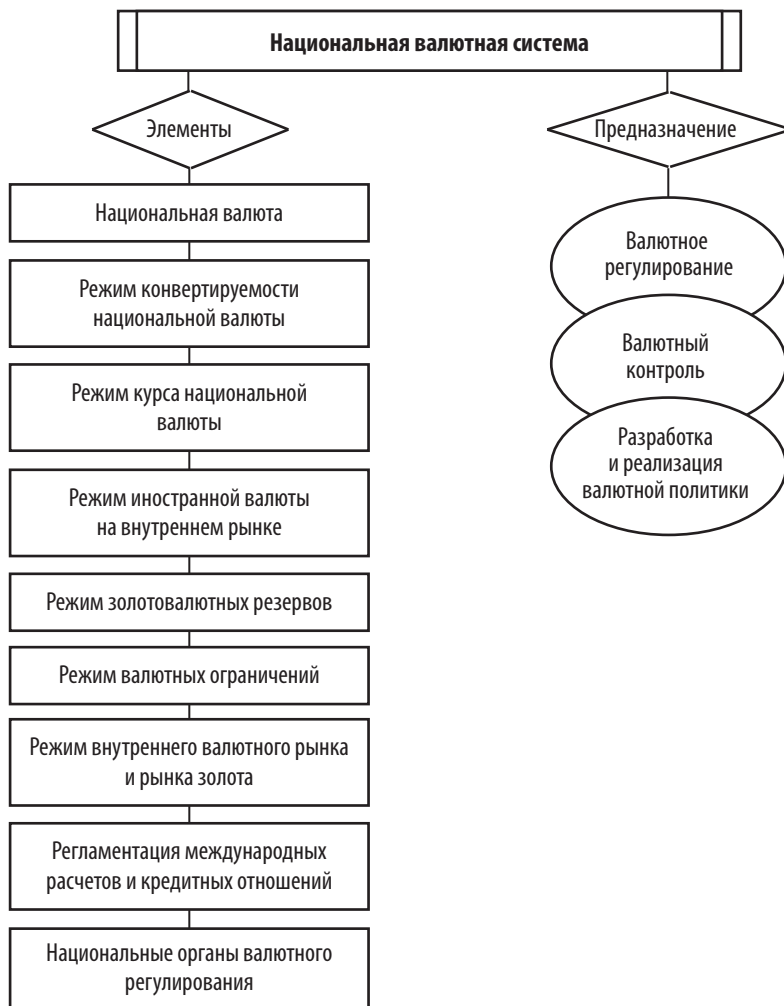 Национальная валютная система
Элементы
Национальная валюта
Режим конвертируемости
национальной валюты
Режим курса национальной
валюты
Режим иностранной валюты
на внутреннем рынке
Режим золотовалютных резервов
Режим валютных ограничений
Режим внутреннего валютного рынка
и рынка золота
Регламентация международных
расчетов и кредитных отношений
Национальные органы валютного
регулирования
Предназначение
Валютное
регулирование
Валютный
контроль
Разработка
и реализация
валютной политики